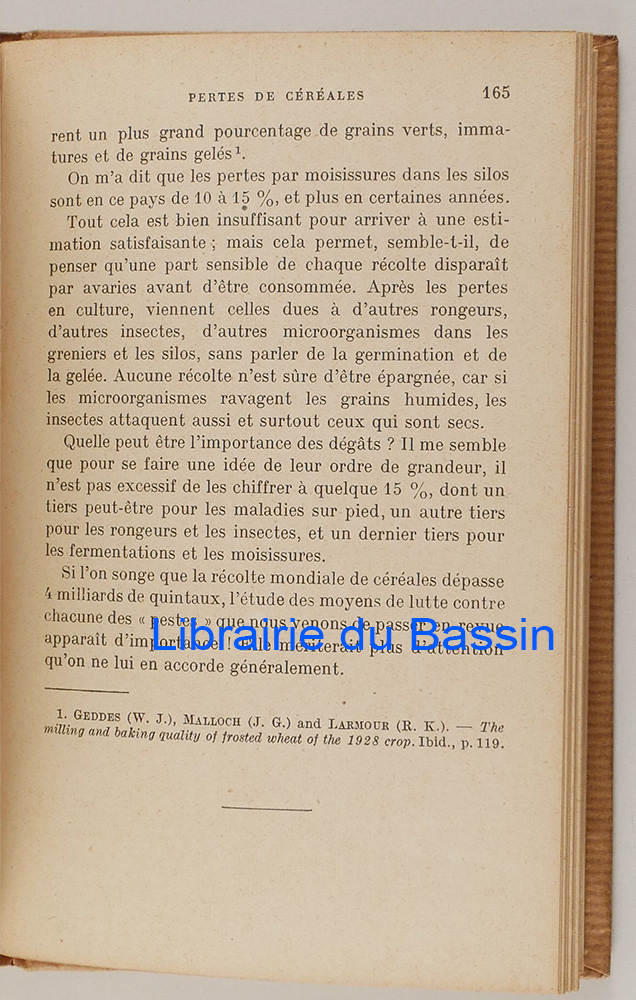 PERTES DE CÉRÉALES 165
rent un plus grand pourcentage de grains verts, imma-
tures et de grains gelés¹.
On m'a dit que les pertes par moisissures dans les silos
sont en ce pays de 10 à 15 %, et plus en certaines années.
Tout cela est bien insuffisant pour arriver à une esti-
mation satisfaisante ; mais cela permet, semble-t-il, de
penser qu'une part sensible de chaque récolte disparaît
par avaries avant d'être consommée. Après les pertes
en culture, viennent celles dues à d'autres rongeurs,
d'autres insectes, d'autres microorganismes dans les
greniers et les silos, sans parler de la germination et de
la gelée. Aucune récolte n'est sûre d'être épargnée, car si
les microorganismes ravagent les grains humides, les
insectes attaquent aussi et surtout ceux qui sont secs.
Quelle peut être l'importance des dégâts ? Il me semble
que pour se faire une idée de leur ordre de grandeur, il
n'est pas excessif de les chiffrer à quelque 15 %, dont un
tiers peut-être pour les maladies sur pied, un autre tiers
pour les rongeurs et les insectes, et un dernier tiers pour
les fermentations et les moisissures.
Si l'on songe que la récolte mondiale de céréales dépasse
4 milliards de quintaux, l'étude des moyens de lutte contre
chacune des « pestes » que nous venons de passer en revue
apparaît d'importance ! Elle mériterait plus d'attention
qu'on ne lui en accorde généralement.
1. GEDDES (W. J.), MALLOCH (J. G.) and LARMOUR (R. K.). — The
milling and baking quality of frosted wheat of the 1928 crop. Ibid., p. 119.
Librairie du Bassin